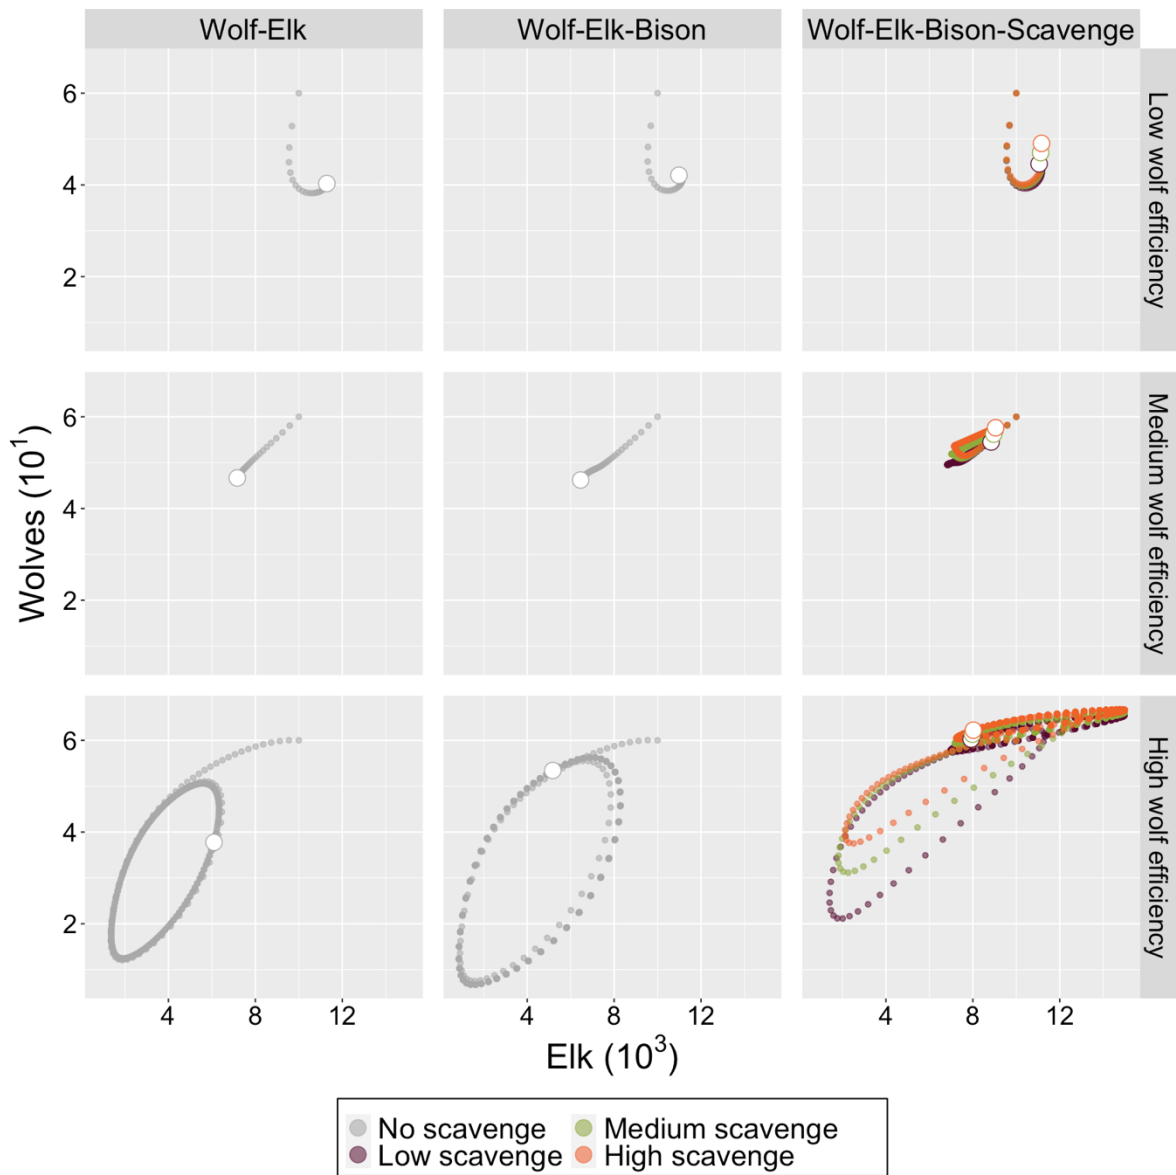 Wolf-Elk Wolf-Elk-Bison Wolf-Elk-Bison-Scavenge
6
4
2
Low wolf efficiency
6
4
2
Medium wolf efficiency
6
4
2
High wolf efficiency
Wolves (10¹)
4 8 12 4 8 12 4 8 12
Elk (10³)
No scavenge Medium scavenge
Low scavenge High scavenge